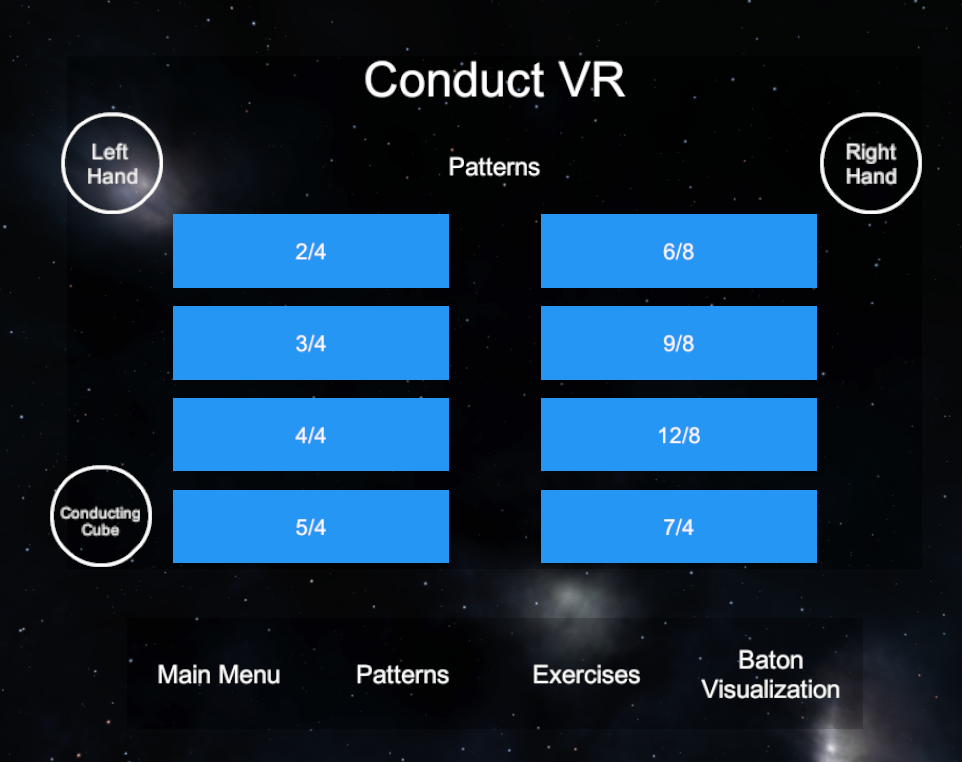 Conduct VR
Left
Hand
Right
Hand
Patterns
2/4
6/8
3/4
9/8
4/4
12/8
Conducting
Cube
5/4
7/4
Main Menu
Patterns
Exercises
Baton
Visualization